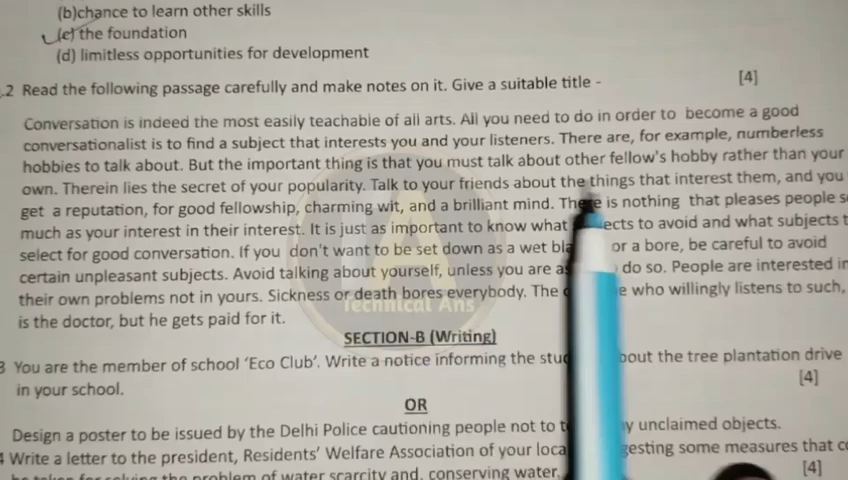 (b)chance to learn other skills
(c) the foundation
(d) limitless opportunities for development
.2 Read the following passage carefully and make notes on it. Give a suitable title - [4]
Conversation is indeed the most easily teachable of all arts. All you need to do in order to become a good
conversationalist is to find a subject that interests you and your listeners. There are, for example, numberless
hobbies to talk about. But the important thing is that you must talk about other fellow's hobby rather than your
own. Therein lies the secret of your popularity. Talk to your friends about the things that interest them, and you
get a reputation, for good fellowship, charming wit, and a brilliant mind. There is nothing that pleases people
much as your interest in their interest. It is just as important to know what subjects to avoid and what subjects
select for good conversation. If you don't want to be set down as a wet or a bore, be careful to avoid
certain unpleasant subjects. Avoid talking about yourself, unless you are do so. People are interested in
their own problems not in yours. Sickness or death bores everybody. The who willingly listens to such,
is the doctor, but he gets paid for it.
Technical Ans
SECTION-B (Writing)
3 You are the member of school 'Eco Club'. Write a notice informing the about the tree plantation drive
in your school. [4]
OR
Design a poster to be issued by the Delhi Police cautioning people not to unclaimed objects.
4 Write a letter to the president, Residents' Welfare Association of your suggesting some measures that
be taken for solving the problem of water scarcity and, conserving water. [4]